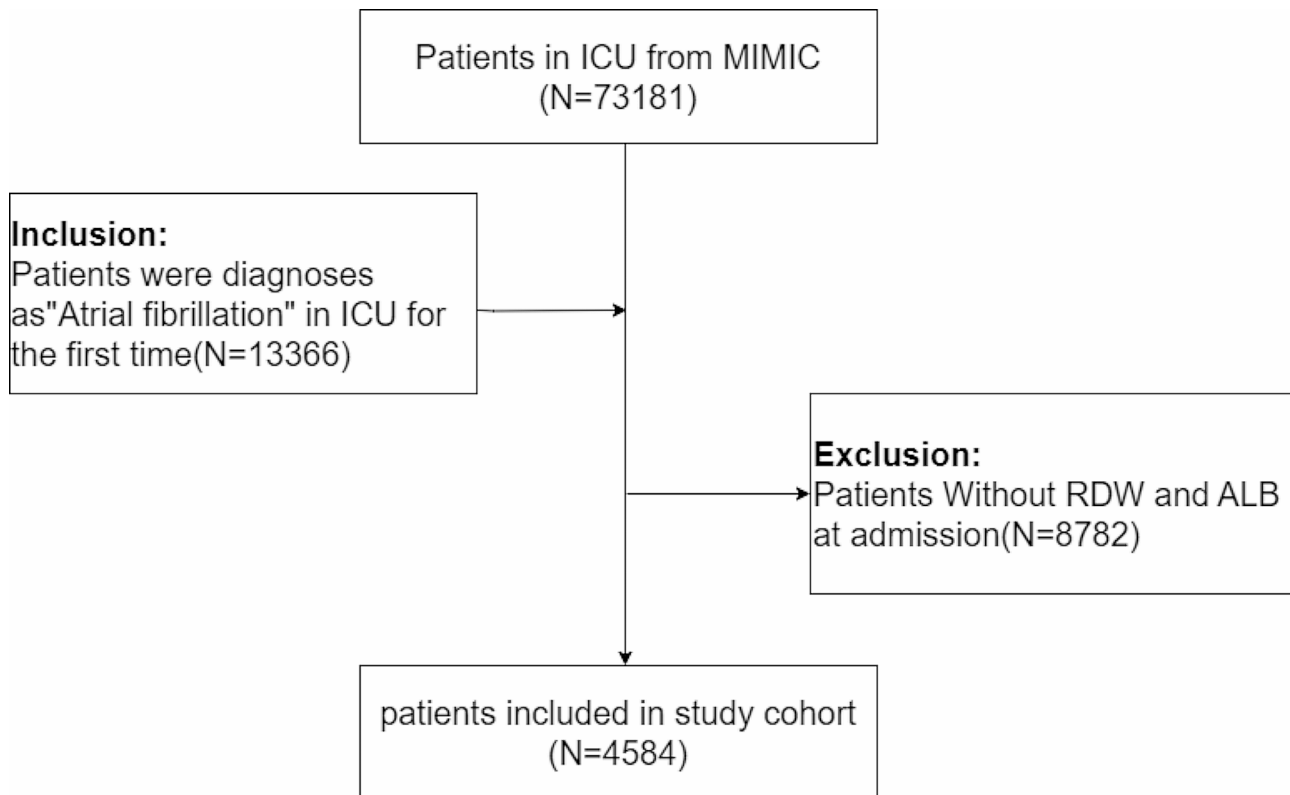 Patients in ICU from MIMIC
(N=73181)
Inclusion:
Patients were diagnoses
as"Atrial fibrillation" in ICU for
the first time(N=13366)
Exclusion:
Patients Without RDW and ALB
at admission(N=8782)
patients included in study cohort
(N=4584)